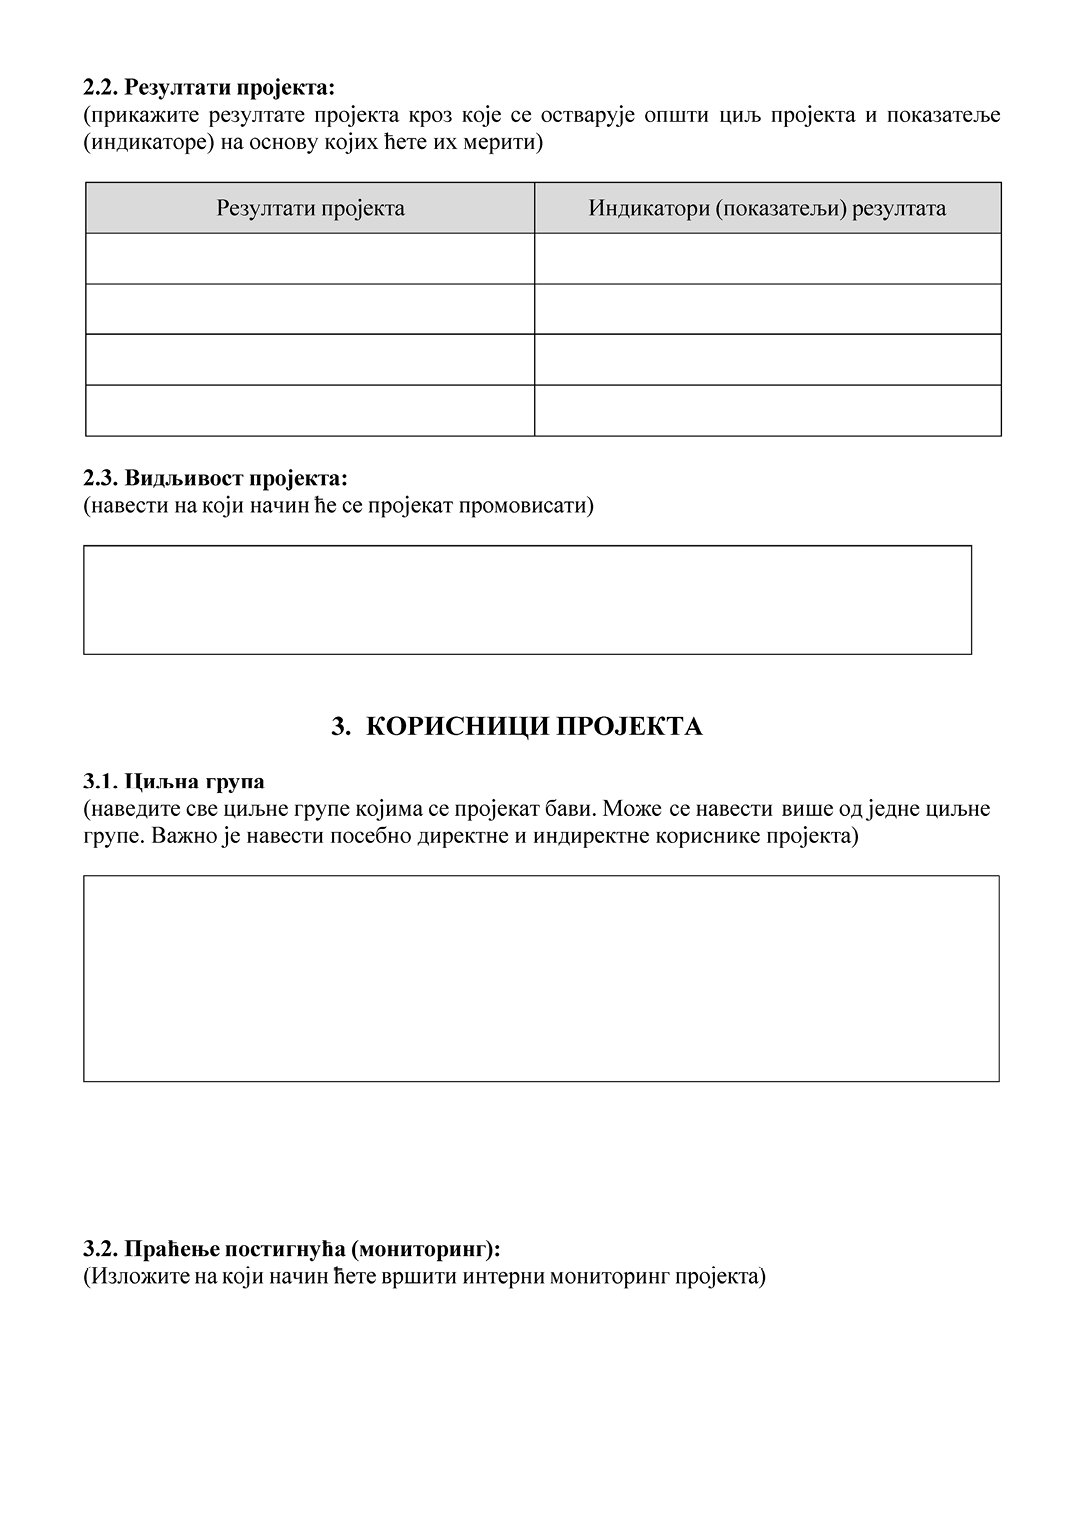 2.2. Резултати пројекта:
(прикажите резултате пројекта кроз које се остварује општи циљ пројекта и показатеље
(индикаторе) на основу којих ћете их мерити)
Резултати пројекта
Индикатори (показатељи) резултата
2.3. Видљивост пројекта:
(навести на који начин ће се пројекат промовисати)
3. КОРИСНИЦИ ПРОЈЕКТА
3.1. Циљна група
(наведите све циљне групе којима се пројекат бави. Може се навести више од једне циљне
групе. Важно је навести посебно директне и индиректне кориснике пројекта)
3.2. Праћење постигнућа (мониторинг):
(Изложите на који начин ћете вршити интерни мониторинг пројекта)